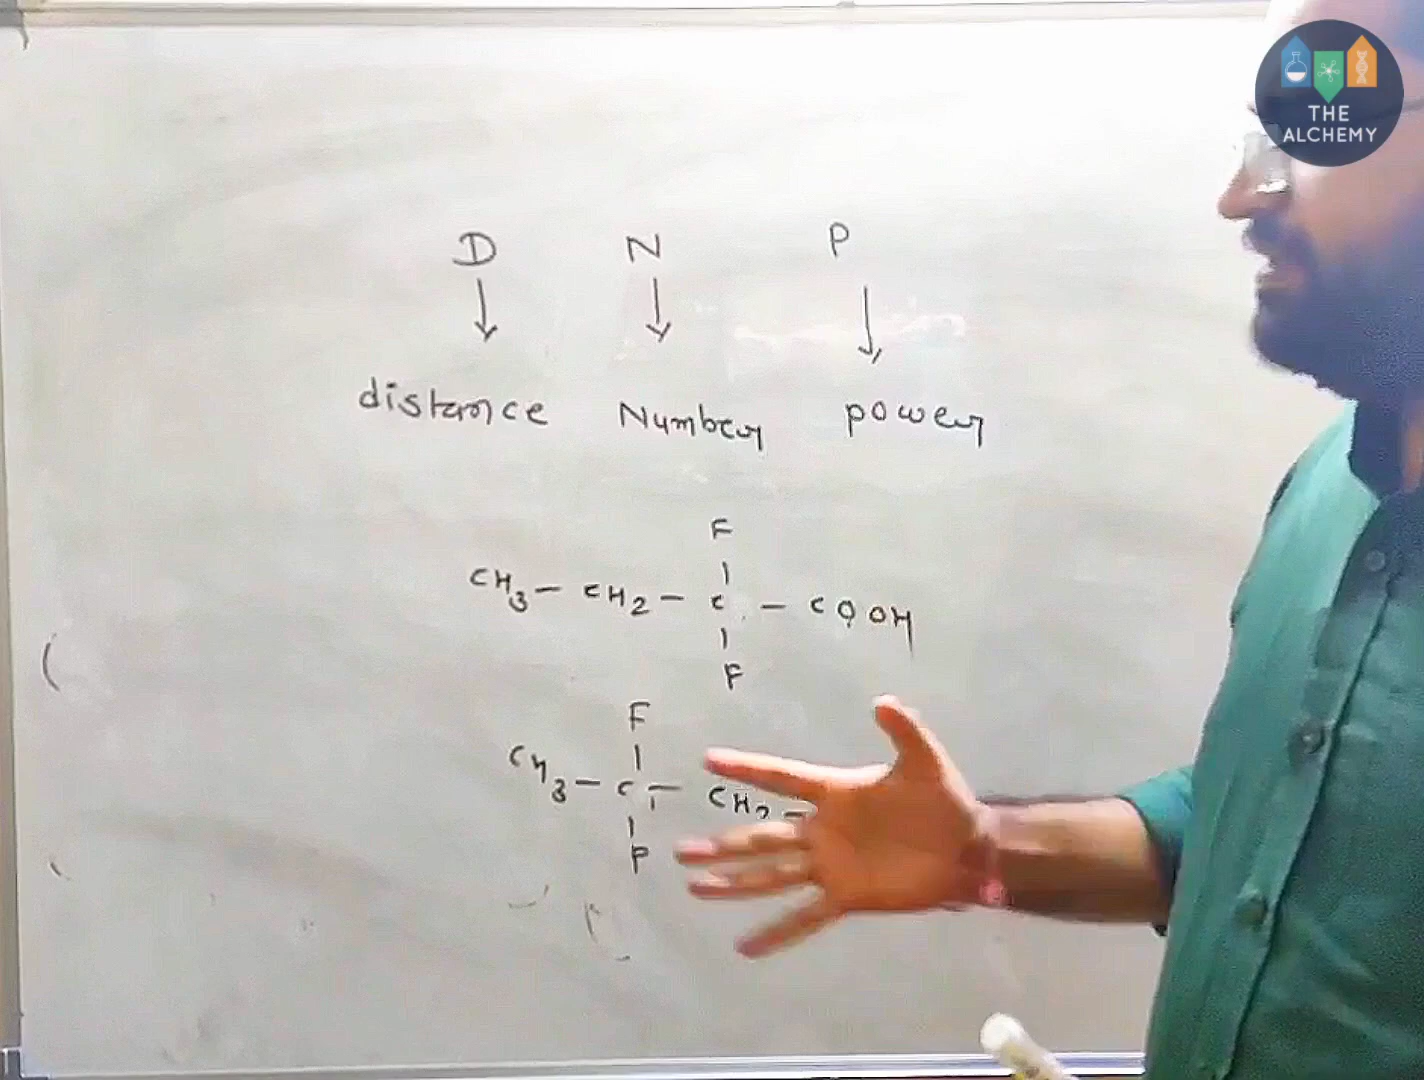 THE
ALCHEMY
D N P
distance Number power
F
CH3 - CH2 - C - COOH
F
F
CH3 - C - CH2 -
F